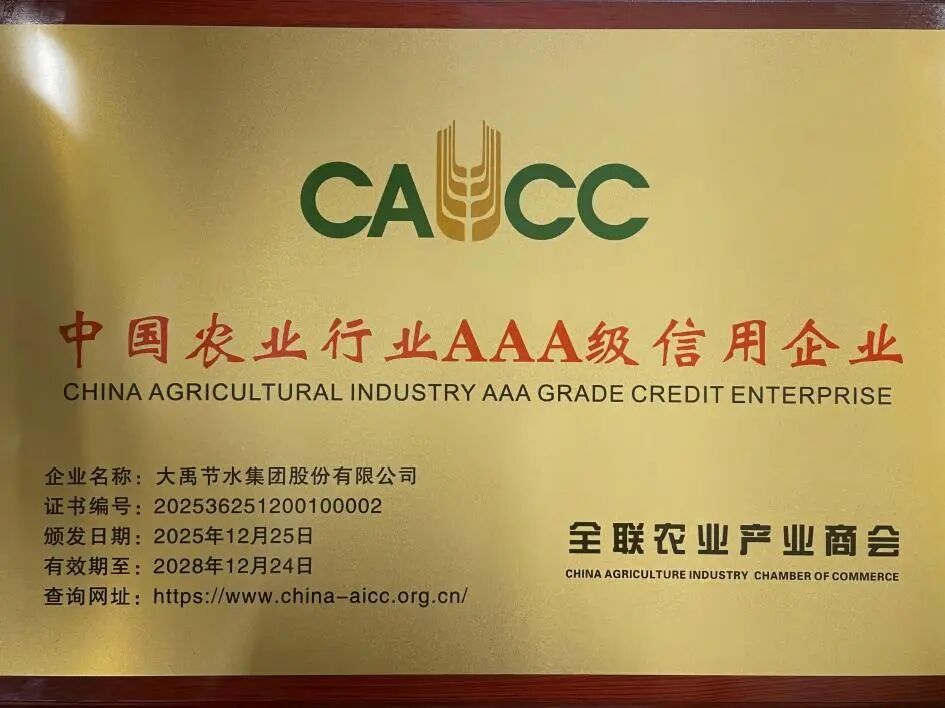 CAICC
中国农业行业AAA级信用企业
CHINA AGRICULTURAL INDUSTRY AAA GRADE CREDIT ENTERPRISE
企业名称：大禹节水集团股份有限公司
证书编号：202536251200100002
颁发日期：2025年12月25日
有效期至：2028年12月24日
查询网址：https://www.china-aicc.org.cn/
全联农业产业商会
CHINA AGRICULTURE INDUSTRY CHAMBER OF COMMERCE